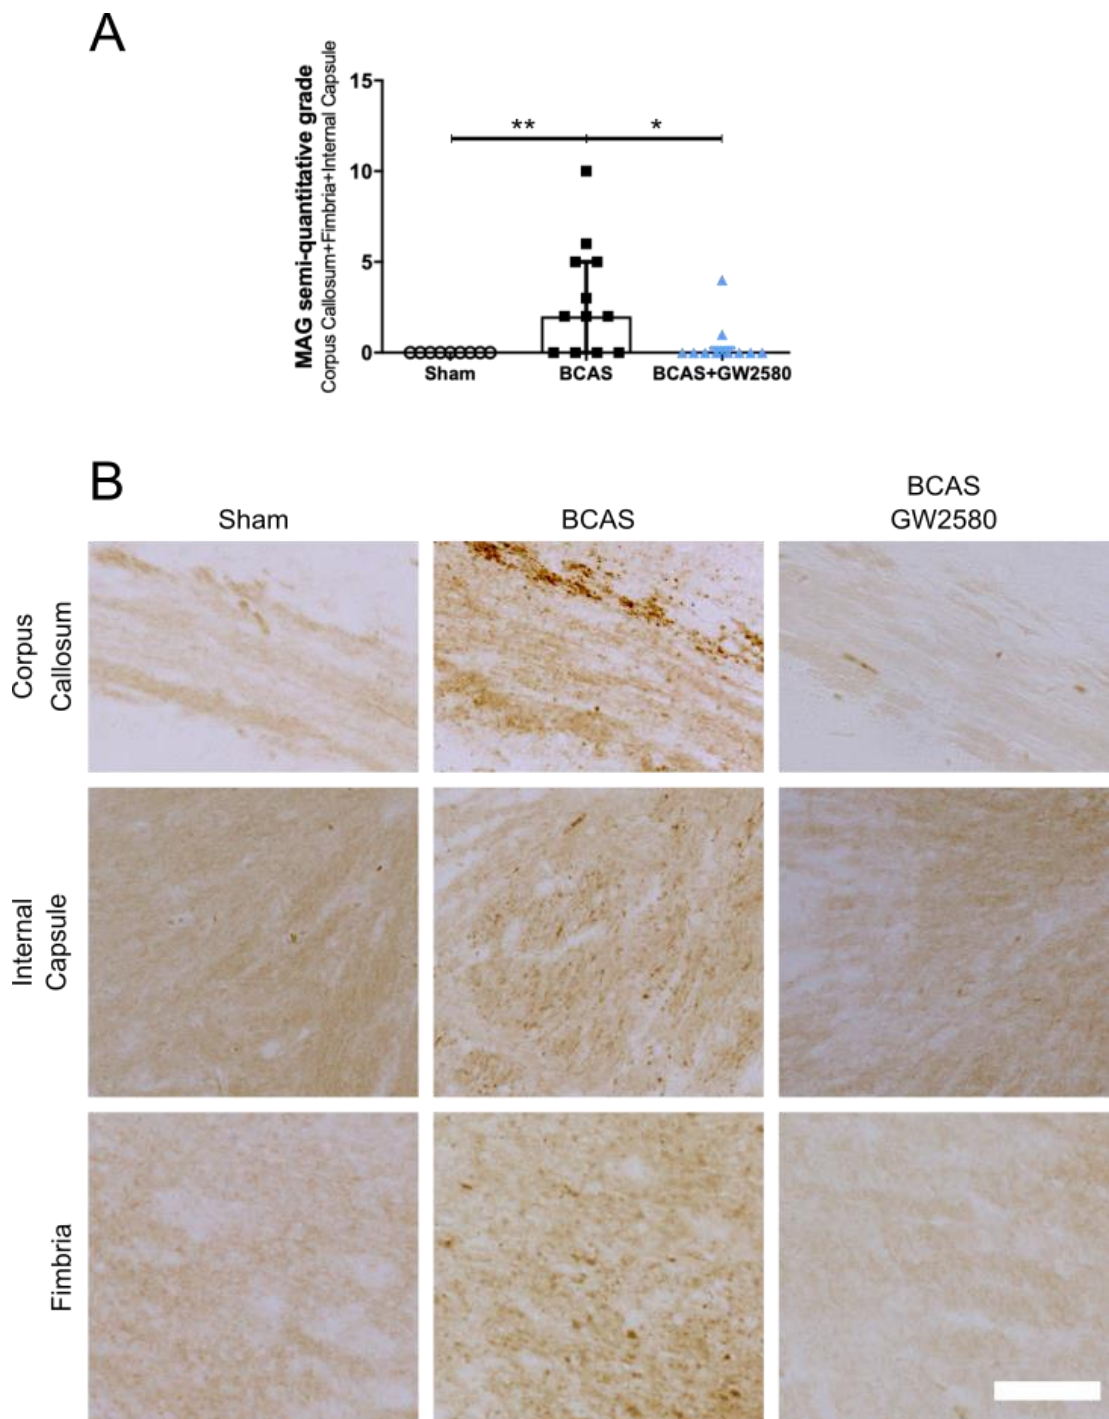 A
MAG semi-quantitative grade
Corpus Callosum+Fimbria+Internal Capsule
15
10
5
0
**
*
Sham
BCAS
BCAS+GW2580
B
Sham
BCAS
BCAS
GW2580
Corpus
Callosum
Internal
Capsule
Fimbria